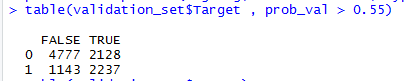 > table(validation_set$Target , prob_val > 0.55)
FALSE TRUE
0 4777 2128
1 1143 2237